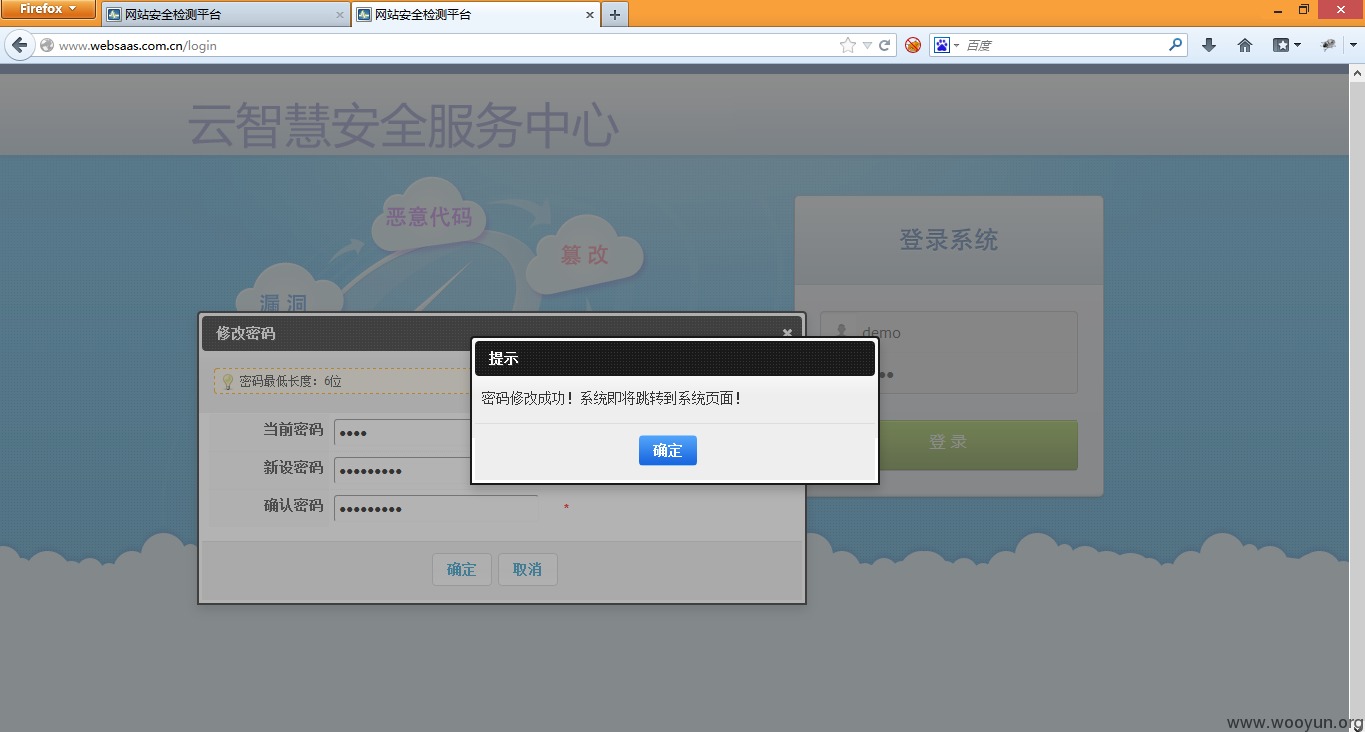 Firefox
网站安全检测平台
网站安全检测平台
www.websaas.com.cn/login
百度
云智慧安全服务中心
恶意代码
篡 改
漏 洞
登录系统
demo
登 录
修改密码
密码最低长度：6位
当前密码
新设密码
确认密码
*
确定
取消
提示
密码修改成功！系统即将跳转到系统页面！
确定
www.wooyun.org